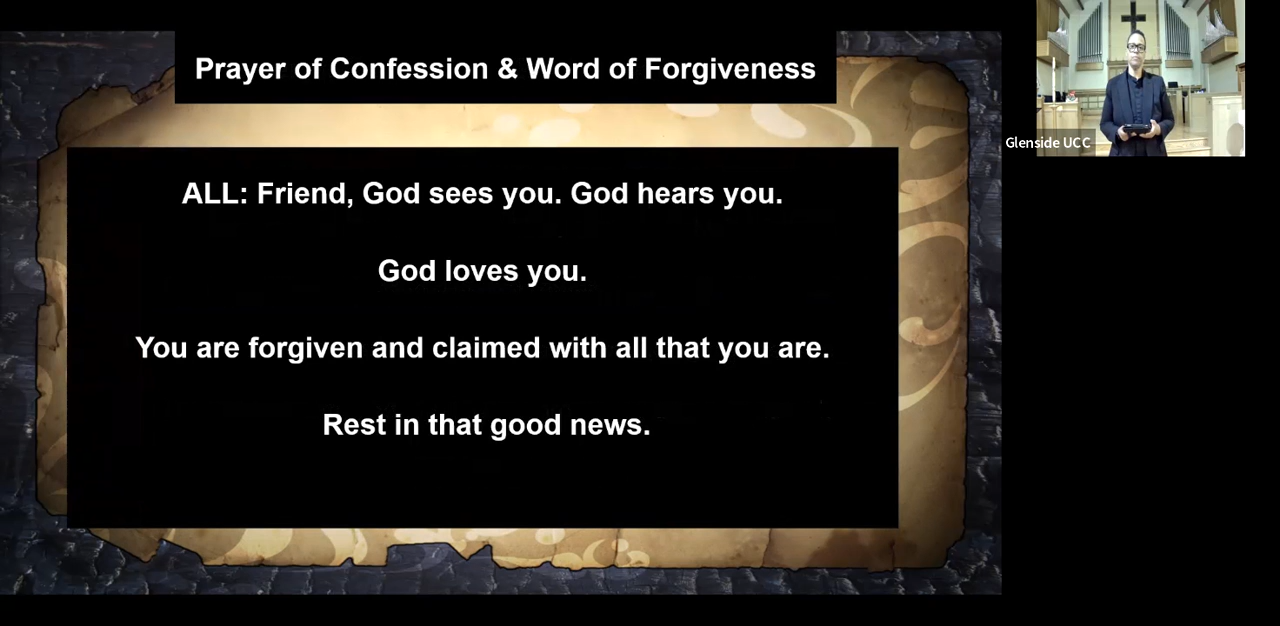 Prayer of Confession & Word of Forgiveness
ALL: Friend, God sees you. God hears you.
God loves you.
You are forgiven and claimed with all that you are.
Rest in that good news.
Glenside UCC